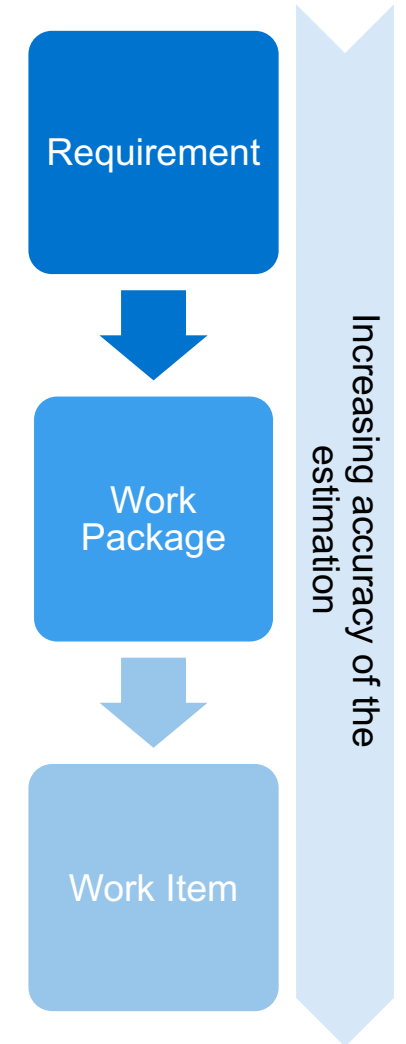 Requirement
Work
Package
Work Item
Increasing accuracy of the
estimation